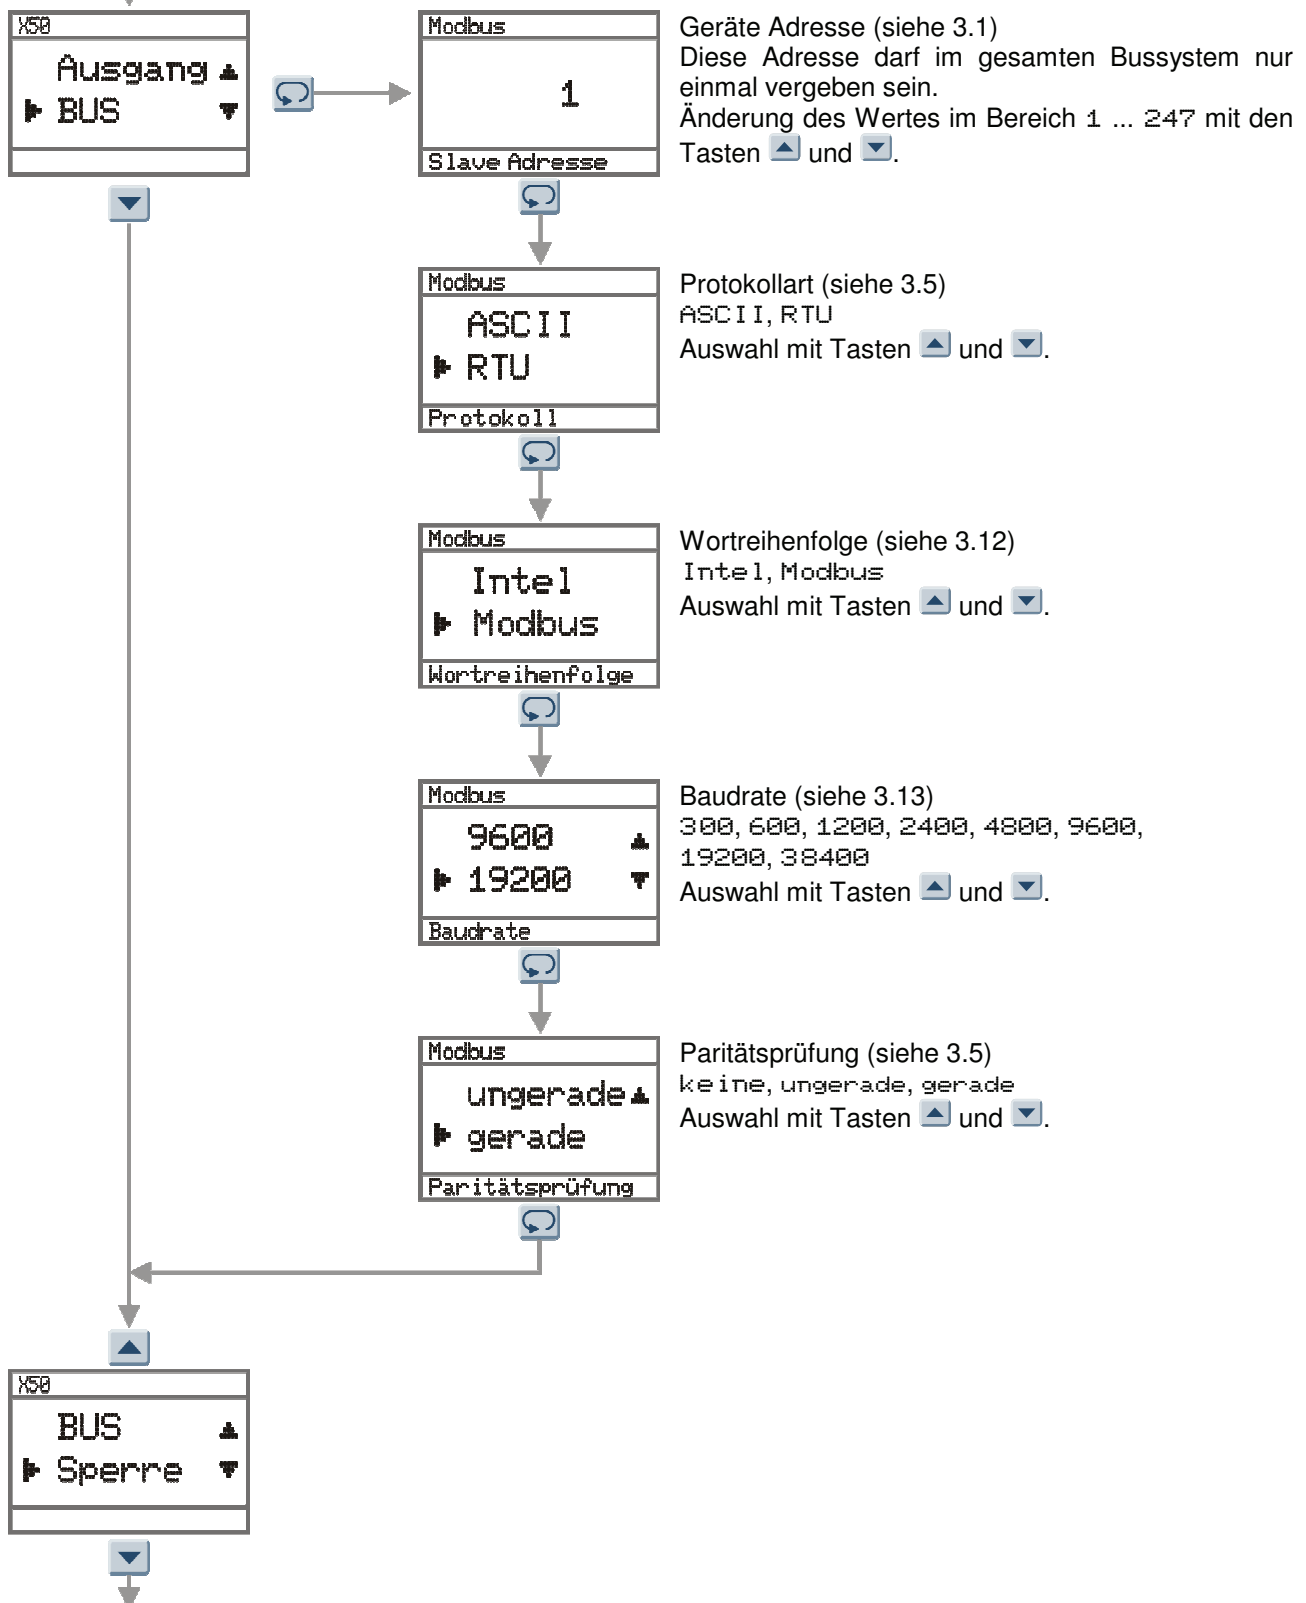 X50
Ausgang
BUS
Modbus
1
Slave Adresse
Geräte Adresse (siehe 3.1)
Diese Adresse darf im gesamten Bussystem nur
einmal vergeben sein.
Änderung des Wertes im Bereich 1 ... 247 mit den
Tasten und .
Modbus
ASCII
RTU
Protokoll
Protokollart (siehe 3.5)
ASCII, RTU
Auswahl mit Tasten und .
Modbus
Intel
Modbus
Wortreihenfolge
Wortreihenfolge (siehe 3.12)
Intel, Modbus
Auswahl mit Tasten und .
Modbus
9600
19200
Baudrate
Baudrate (siehe 3.13)
300, 600, 1200, 2400, 4800, 9600,
19200, 38400
Auswahl mit Tasten und .
Modbus
ungerade
gerade
Paritätsprüfung
Paritätsprüfung (siehe 3.5)
keine, ungerade, gerade
Auswahl mit Tasten und .
X50
BUS
Sperre